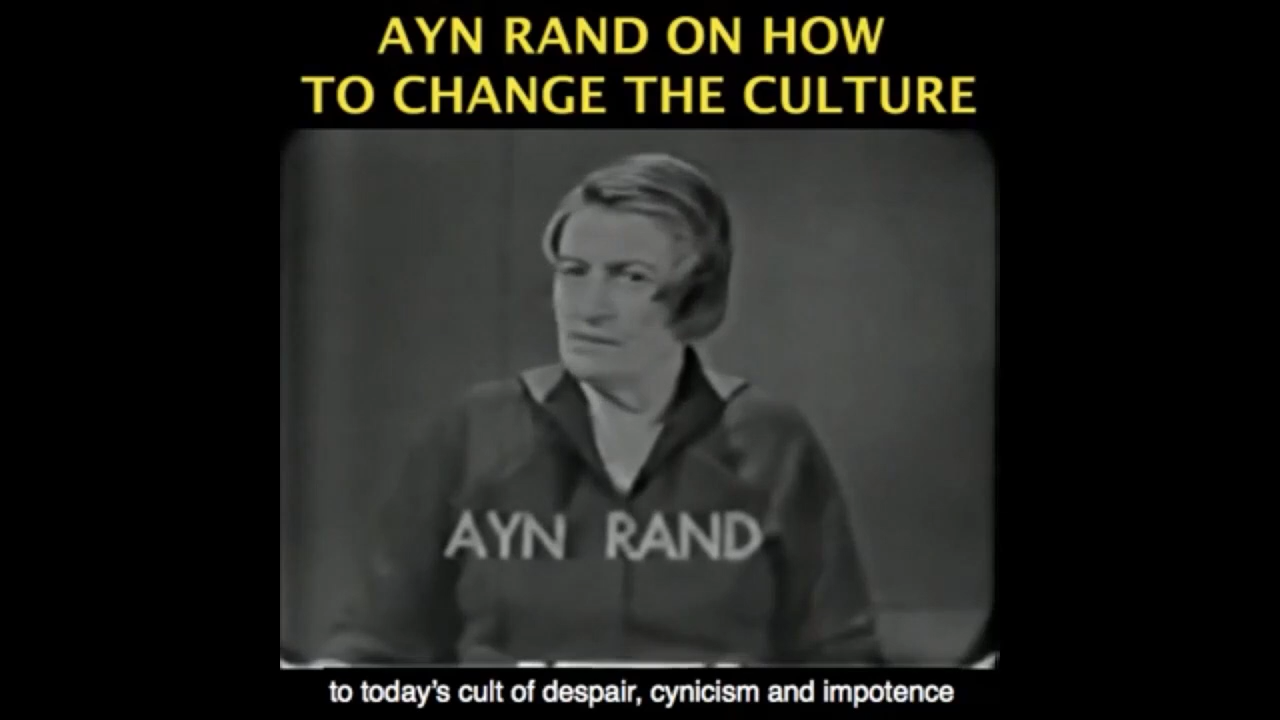 AYN RAND ON HOW
TO CHANGE THE CULTURE
AYN RAND
to today's cult of despair, cynicism and impotence